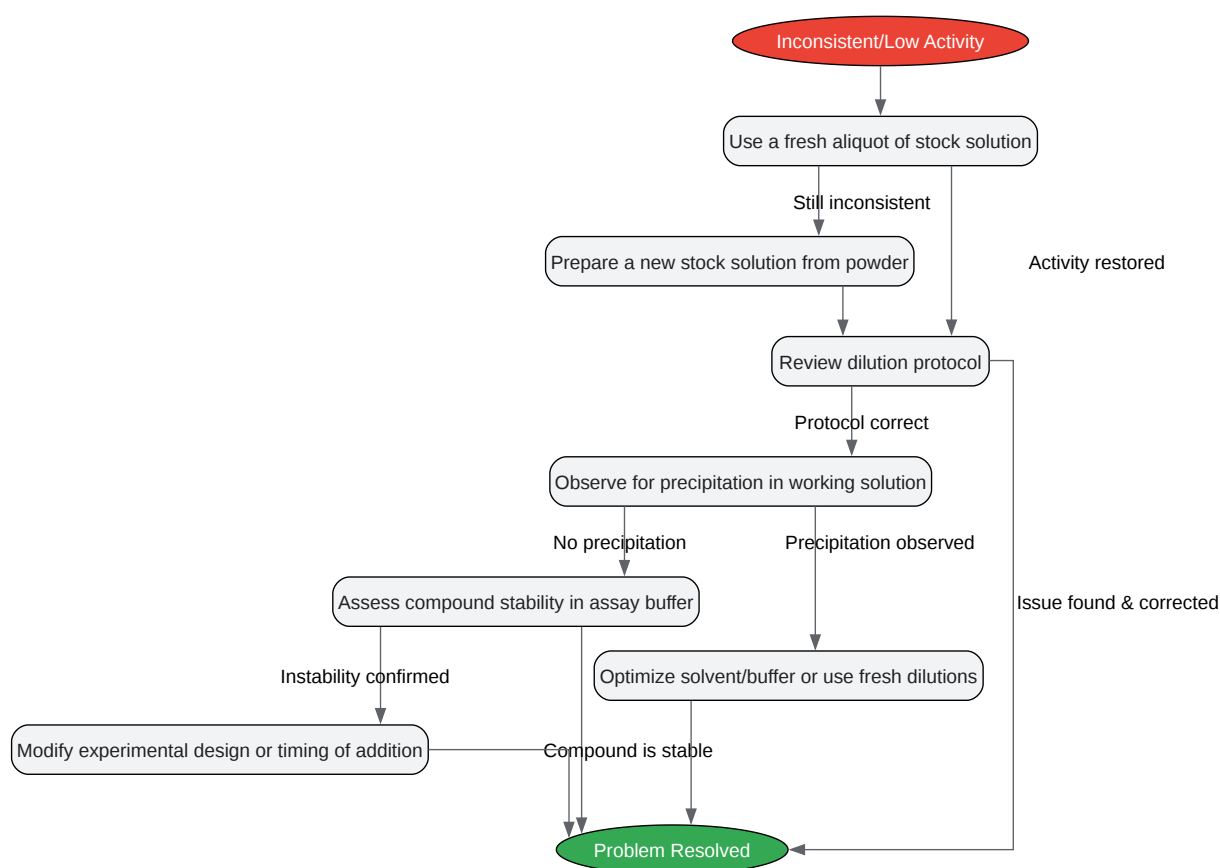 Inconsistent/Low Activity
Use a fresh aliquot of stock solution
Still inconsistent
Prepare a new stock solution from powder
Activity restored
Review dilution protocol
Protocol correct
Observe for precipitation in working solution
No precipitation
Precipitation observed
Assess compound stability in assay buffer
Issue found & corrected
Instability confirmed
Optimize solvent/buffer or use fresh dilutions
Modify experimental design or timing of addition
Compound is stable
Problem Resolved